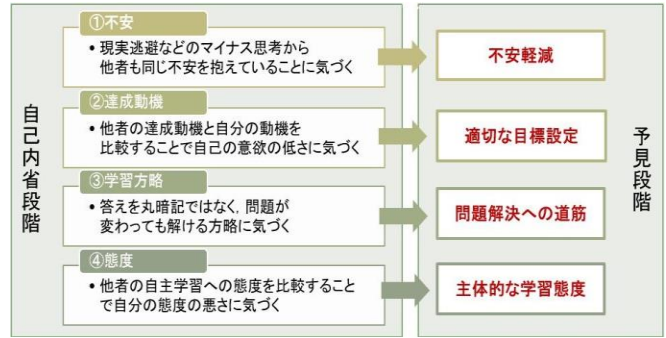 自己内省段階
①不安
• 現実逃避などのマイナス思考から
他者も同じ不安を抱えていることに気づく
不安軽減
②達成動機
• 他者の達成動機と自分の動機を
比較することで自己の意欲の低さに気づく
適切な目標設定
③学習方略
• 答えを丸暗記ではなく，問題が
変わっても解ける方略に気づく
問題解決への道筋
④態度
• 他者の自主学習への態度を比較すること
で自分の態度の悪さに気づく
主体的な学習態度
予見段階